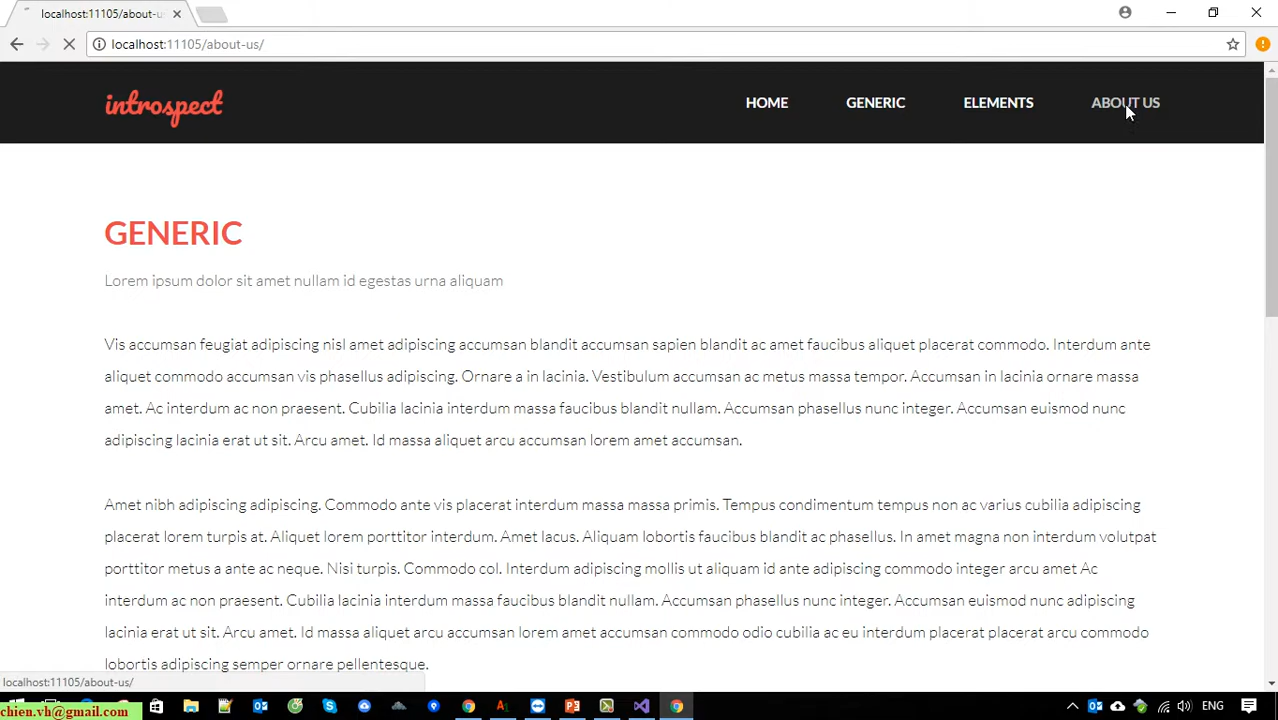 localhost:11105/about-us
localhost:11105/about-us/
introspect
HOME
GENERIC
ELEMENTS
ABOUT US
GENERIC
Lorem ipsum dolor sit amet nullam id egestas urna aliquam
Vis accumsan feugiat adipiscing nisl amet adipiscing accumsan blandit accumsan sapien blandit ac amet faucibus aliquet placerat commodo. Interdum ante
aliquet commodo accumsan vis phasellus adipiscing. Ornare a in lacinia. Vestibulum accumsan ac metus massa tempor. Accumsan in lacinia ornare massa
amet. Ac interdum ac non praesent. Cubilia lacinia interdum massa faucibus blandit nullam. Accumsan phasellus nunc integer. Accumsan euismod nunc
adipiscing lacinia erat ut sit. Arcu amet. Id massa aliquet arcu accumsan lorem amet accumsan.
Amet nibh adipiscing adipiscing. Commodo ante vis placerat interdum massa massa primis. Tempus condimentum tempus non ac varius cubilia adipiscing
placerat lorem turpis at. Aliquet lorem porttitor interdum. Amet lacus. Aliquam lobortis faucibus blandit ac phasellus. In amet magna non interdum volutpat
porttitor metus a ante ac neque. Nisi turpis. Commodo col. Interdum adipiscing mollis ut aliquam id ante adipiscing commodo integer arcu amet Ac
interdum ac non praesent. Cubilia lacinia interdum massa faucibus blandit nullam. Accumsan phasellus nunc integer. Accumsan euismod nunc adipiscing
lacinia erat ut sit. Arcu amet. Id massa aliquet arcu accumsan lorem amet accumsan commodo odio cubilia ac eu interdum placerat placerat arcu commodo
lobortis adipiscing semper ornare pellentesque.
localhost:11105/about-us/
chien.vh@gmail.com
ENG